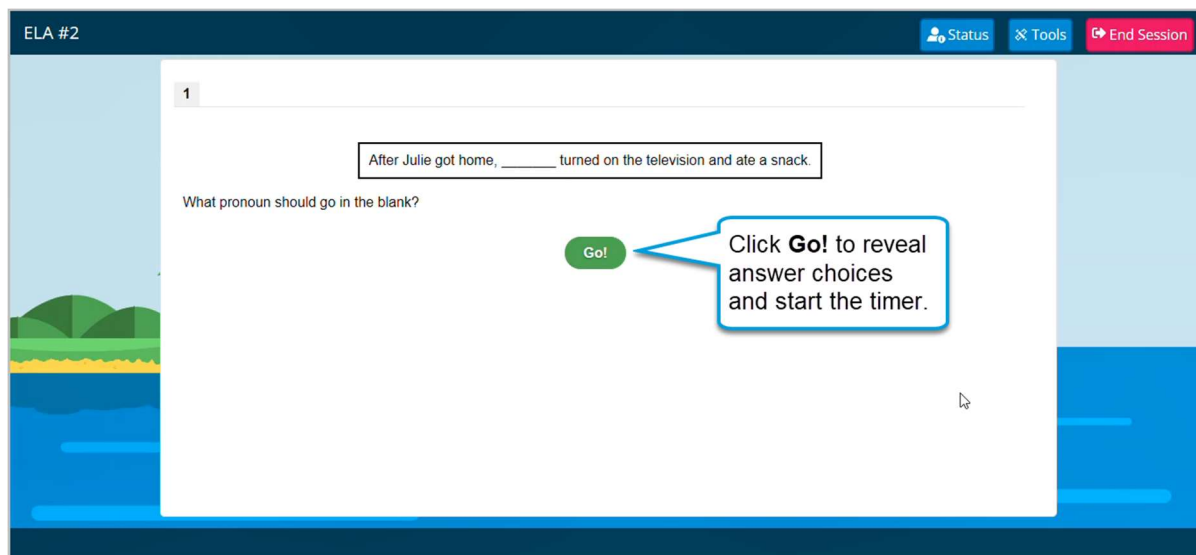 ELA #2
Status
Tools
End Session
1
After Julie got home, _______ turned on the television and ate a snack.
What pronoun should go in the blank?
Go!
Click Go! to reveal
answer choices
and start the timer.